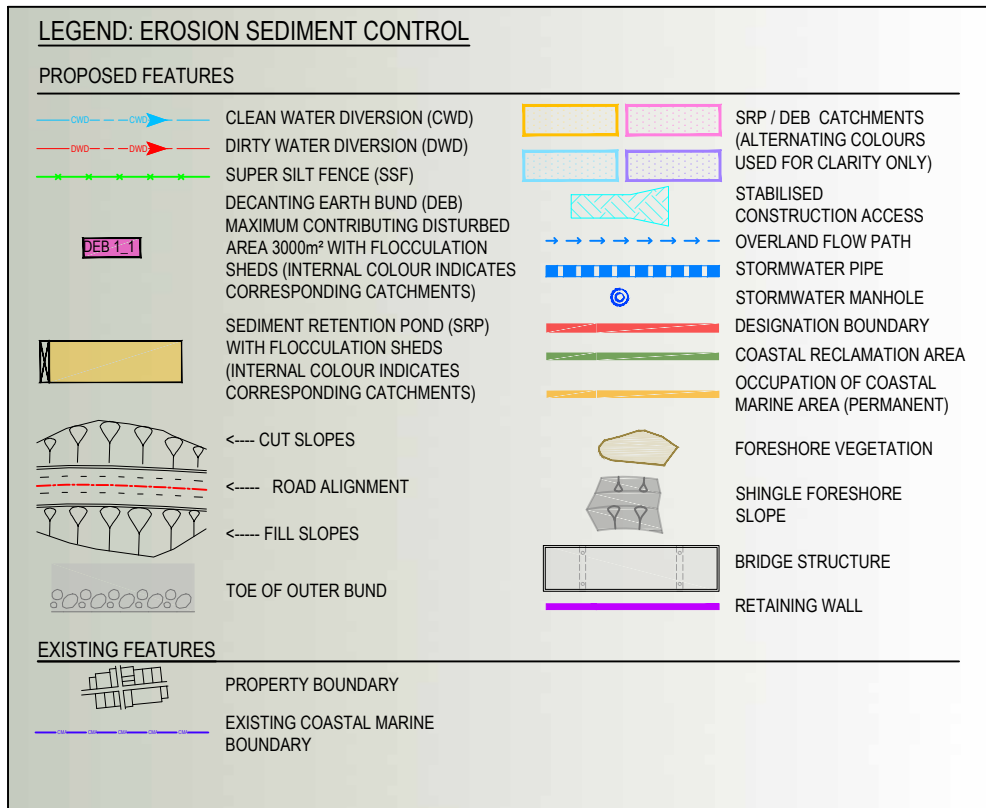 LEGEND: EROSION SEDIMENT CONTROL
PROPOSED FEATURES
CWD CWD
CLEAN WATER DIVERSION (CWD)
DWD DWD
DIRTY WATER DIVERSION (DWD)
SUPER SILT FENCE (SSF)
DEB 1_1
DECANTING EARTH BUND (DEB)
MAXIMUM CONTRIBUTING DISTURBED
AREA 3000m² WITH FLOCCULATION
SHEDS (INTERNAL COLOUR INDICATES
CORRESPONDING CATCHMENTS)
SEDIMENT RETENTION POND (SRP)
WITH FLOCCULATION SHEDS
(INTERNAL COLOUR INDICATES
CORRESPONDING CATCHMENTS)
<---- CUT SLOPES
<----- ROAD ALIGNMENT
<----- FILL SLOPES
TOE OF OUTER BUND
SRP / DEB CATCHMENTS
(ALTERNATING COLOURS
USED FOR CLARITY ONLY)
STABILISED
CONSTRUCTION ACCESS
OVERLAND FLOW PATH
STORMWATER PIPE
STORMWATER MANHOLE
DESIGNATION BOUNDARY
COASTAL RECLAMATION AREA
OCCUPATION OF COASTAL
MARINE AREA (PERMANENT)
FORESHORE VEGETATION
SHINGLE FORESHORE
SLOPE
BRIDGE STRUCTURE
RETAINING WALL
EXISTING FEATURES
PROPERTY BOUNDARY
CMA CMA CMA CMA CMA
EXISTING COASTAL MARINE
BOUNDARY